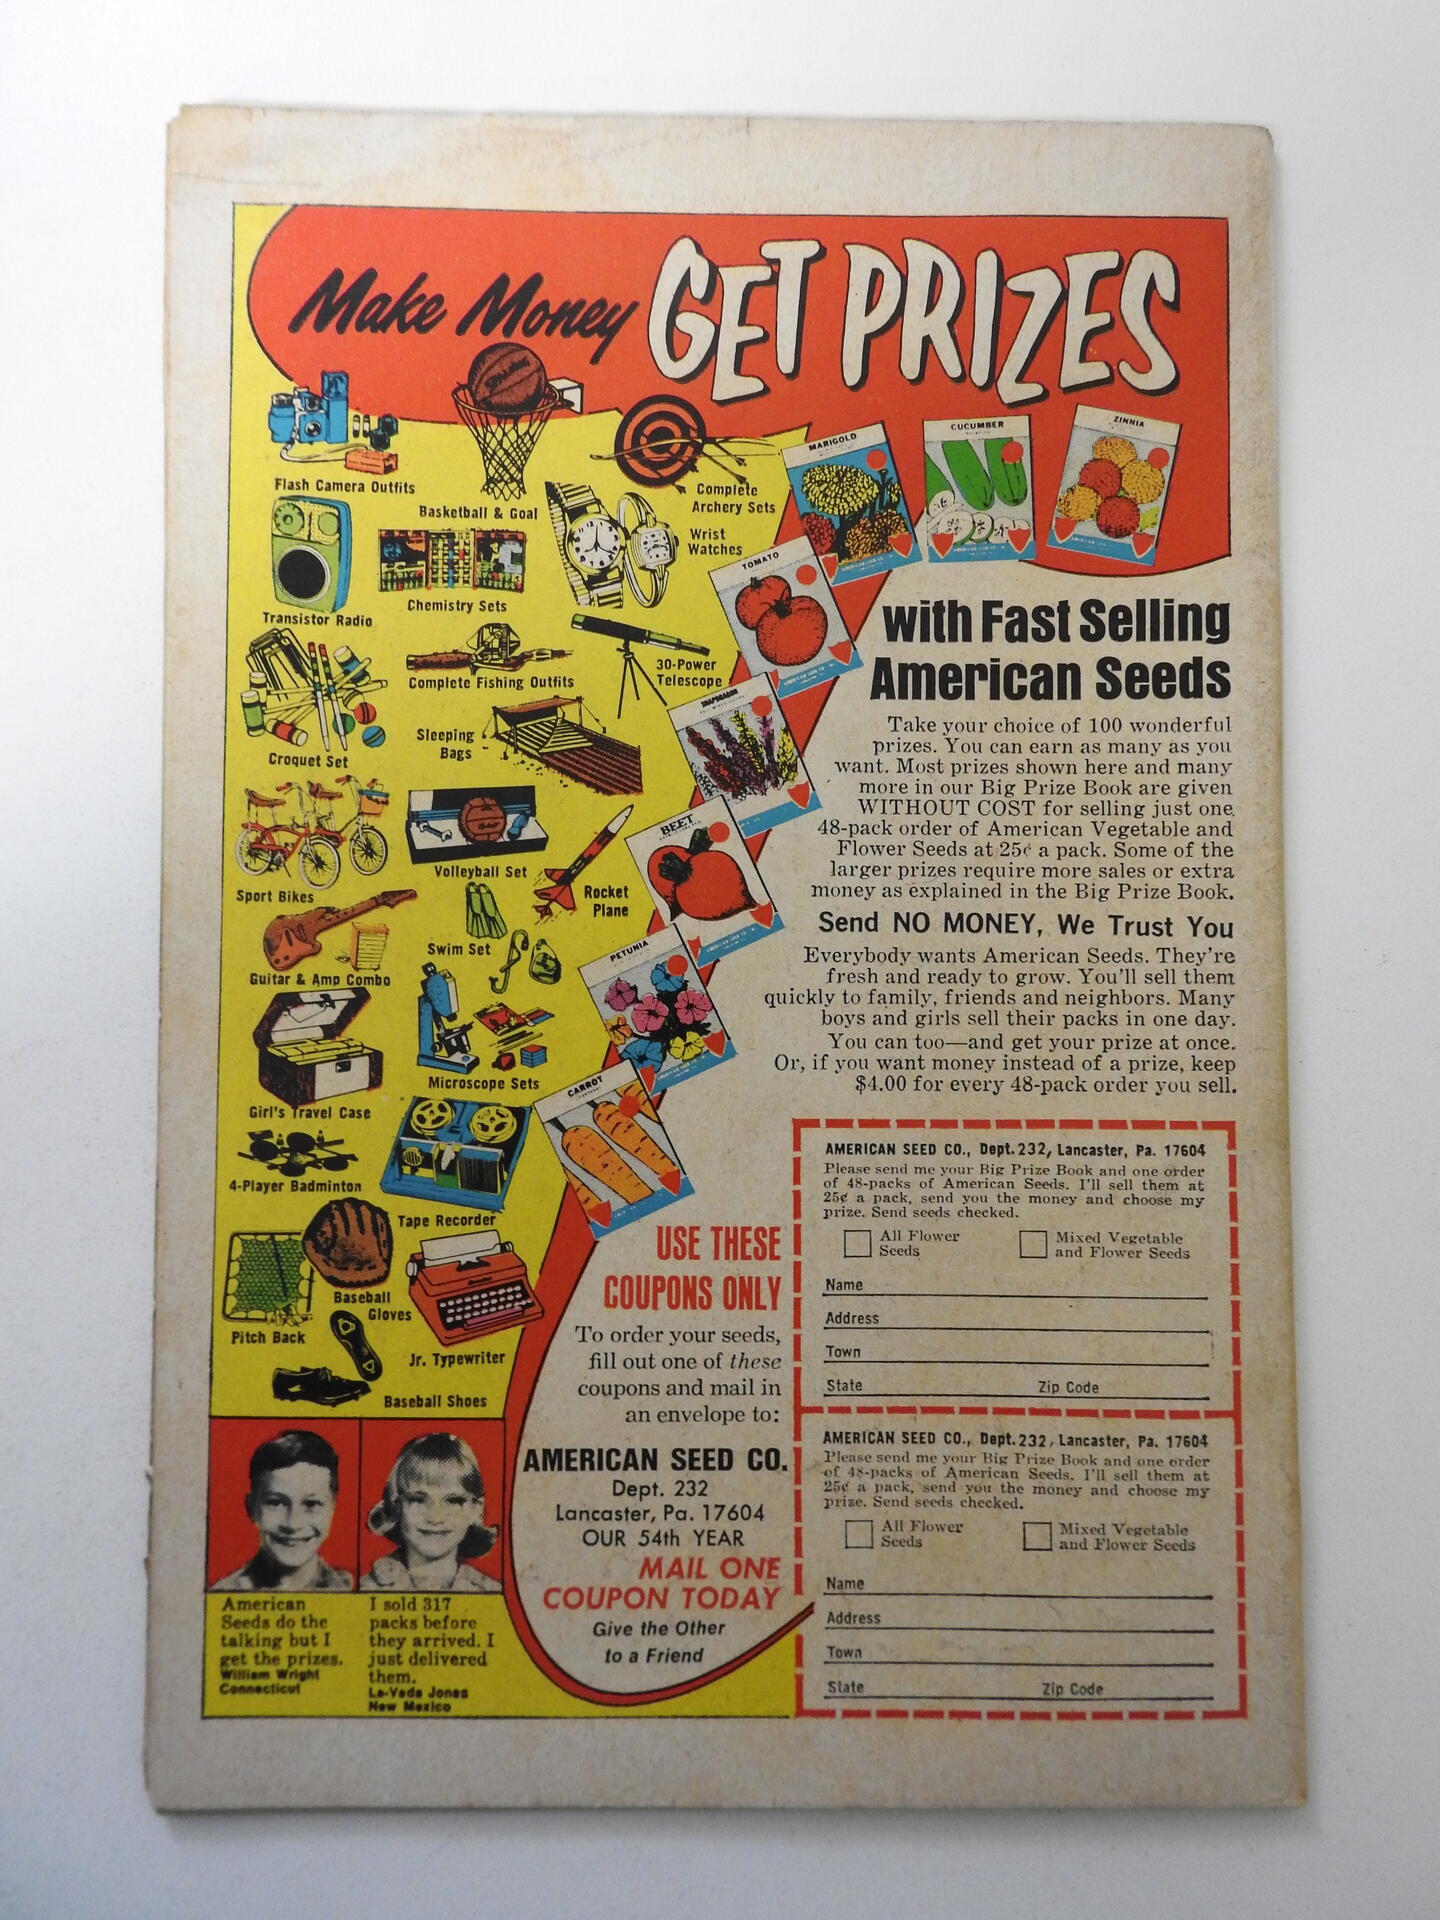 Make Money GET PRIZES
Flash Camera Outfits
Basketball & Goal
Complete
Archery Sets
Wrist
Watches
Transistor Radio
Chemistry Sets
Complete Fishing Outfits
30-Power
Telescope
Croquet Set
Sleeping
Bags
Sport Bikes
Volleyball Set
Rocket
Plane
Swim Set
Guitar & Amp Combo
Microscope Sets
Girl's Travel Case
4-Player Badminton
Tape Recorder
Baseball
Gloves
Pitch Back
Jr. Typewriter
Baseball Shoes
MARIGOLD
CUCUMBER
ZINNIA
TOMATO
SNAPDRAGON
BEET
PETUNIA
CARROT
with Fast Selling
American Seeds
Take your choice of 100 wonderful
prizes. You can earn as many as you
want. Most prizes shown here and many
more in our Big Prize Book are given
WITHOUT COST for selling just one
48-pack order of American Vegetable and
Flower Seeds at 25¢ a pack. Some of the
larger prizes require more sales or extra
money as explained in the Big Prize Book.
Send NO MONEY, We Trust You
Everybody wants American Seeds. They're
fresh and ready to grow. You'll sell them
quickly to family, friends and neighbors. Many
boys and girls sell their packs in one day.
You can too—and get your prize at once.
Or, if you want money instead of a prize, keep
$4.00 for every 48-pack order you sell.
USE THESE
COUPONS ONLY
To order your seeds,
fill out one of these
coupons and mail in
an envelope to:
AMERICAN SEED CO.
Dept. 232
Lancaster, Pa. 17604
OUR 54th YEAR
MAIL ONE
COUPON TODAY
Give the Other
to a Friend
American
Seeds do the
talking but I
get the prizes.
William Wright
Connecticut
I sold 317
packs before
they arrived. I
just delivered
them.
La-Veda Jones
New Mexico
AMERICAN SEED CO., Dept. 232, Lancaster, Pa. 17604
Please send me your Big Prize Book and one order
of 48-packs of American Seeds. I'll sell them at
25¢ a pack, send you the money and choose my
prize. Send seeds checked.
All Flower
Seeds
Mixed Vegetable
and Flower Seeds
Name
Address
Town
State Zip Code
AMERICAN SEED CO., Dept. 232, Lancaster, Pa. 17604
Please send me your Big Prize Book and one order
of 48-packs of American Seeds. I'll sell them at
25¢ a pack, send you the money and choose my
prize. Send seeds checked.
All Flower
Seeds
Mixed Vegetable
and Flower Seeds
Name
Address
Town
State Zip Code